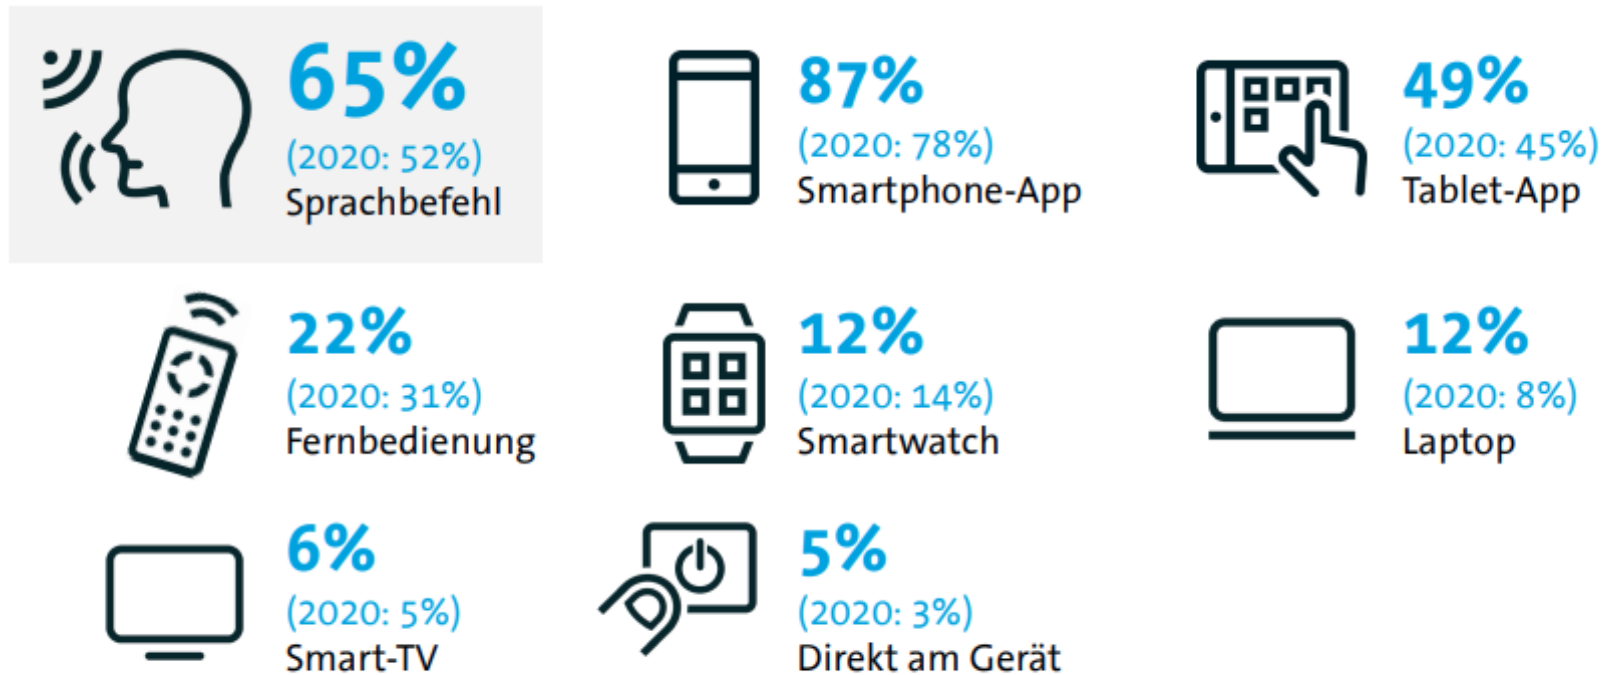 65%
(2020: 52%)
Sprachbefehl
87%
(2020: 78%)
Smartphone-App
49%
(2020: 45%)
Tablet-App
22%
(2020: 31%)
Fernbedienung
12%
(2020: 14%)
Smartwatch
12%
(2020: 8%)
Laptop
6%
(2020: 5%)
Smart-TV
5%
(2020: 3%)
Direkt am Gerät